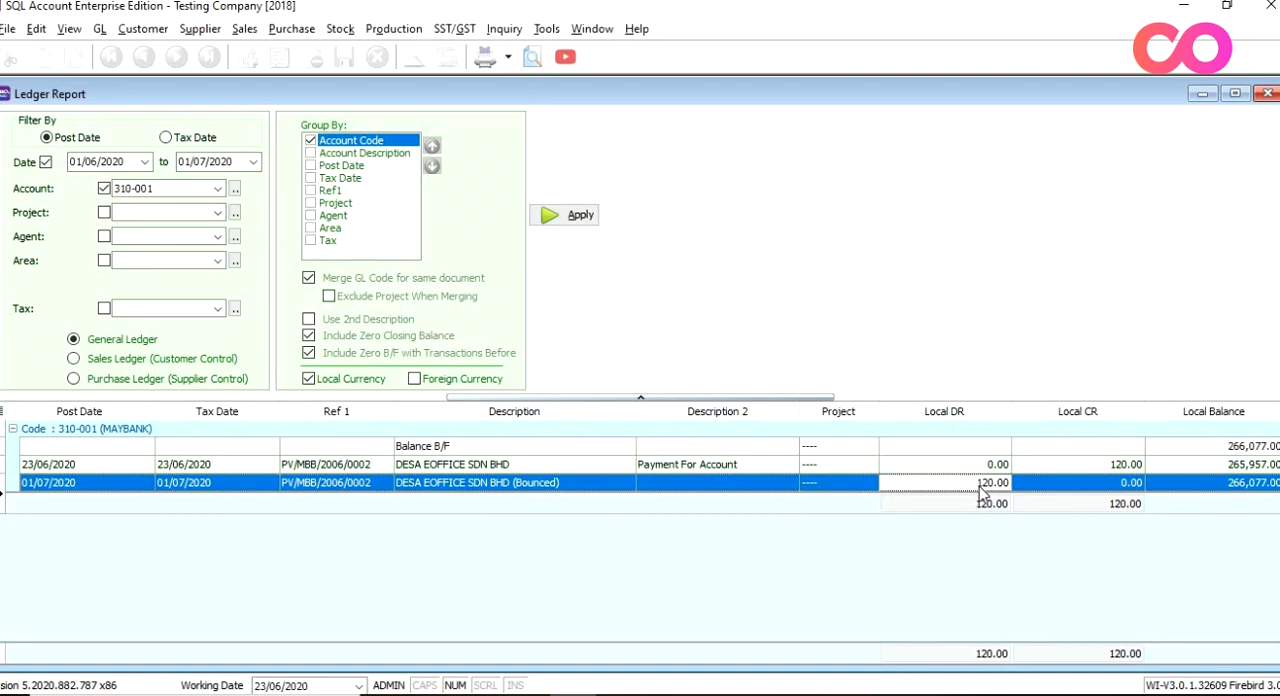 SQL Account Enterprise Edition - Testing Company [2018]
File Edit View GL Customer Supplier Sales Purchase Stock Production SST/GST Inquiry Tools Window Help
CO
Ledger Report
Filter By
Post Date Tax Date
Date 01/06/2020 to 01/07/2020
Account: 310-001 ..
Project: ..
Agent: ..
Area: ..
Tax: ..
General Ledger
Sales Ledger (Customer Control)
Purchase Ledger (Supplier Control)
Group By:
Account Code
Account Description
Post Date
Tax Date
Ref1
Project
Agent
Area
Tax
Merge GL Code for same document
Exclude Project When Merging
Use 2nd Description
Include Zero Closing Balance
Include Zero B/F with Transactions Before
Local Currency Foreign Currency
Apply
Post Date Tax Date Ref 1 Description Description 2 Project Local DR Local CR Local Balance
Code : 310-001 (MAYBANK)
Balance B/F ---- 266,077.00
23/06/2020 23/06/2020 PV/MBB/2006/0002 DESA EOFFICE SDN BHD Payment For Account ---- 0.00 120.00 265,957.00
01/07/2020 01/07/2020 PV/MBB/2006/0002 DESA EOFFICE SDN BHD (Bounced) ---- 120.00 0.00 266,077.00
120.00 120.00
120.00 120.00
sion 5.2020.882.787 x86 Working Date 23/06/2020 ADMIN CAPS NUM SCRL INS WI-V3.0.1.32609 Firebird 3.0